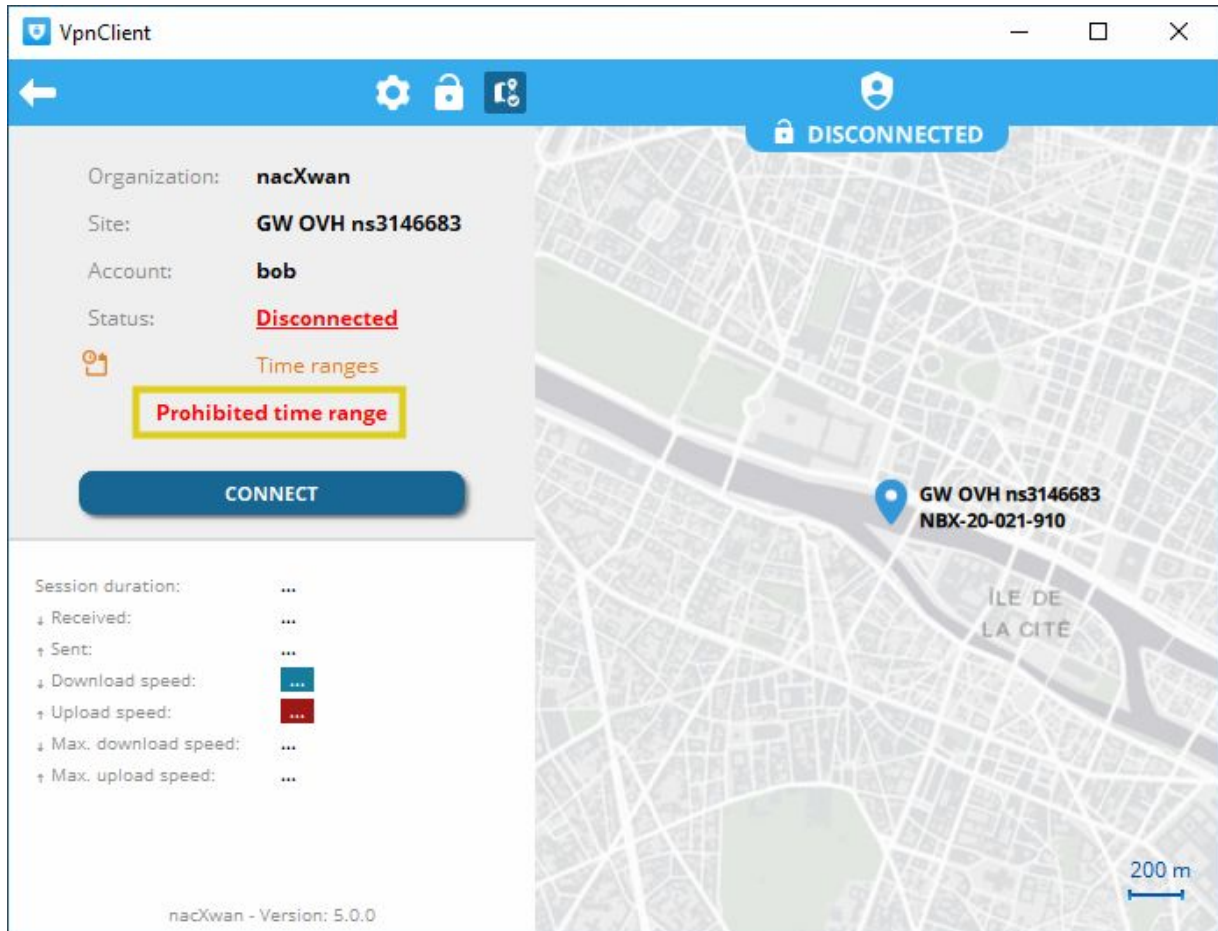 VpnClient
DISCONNECTED
Organization: nacXwan
Site: GW OVH ns3146683
Account: bob
Status: Disconnected
Time ranges
Prohibited time range
CONNECT
Session duration: ...
↓ Received: ...
↑ Sent: ...
↓ Download speed: ...
↑ Upload speed: ...
↓ Max. download speed: ...
↑ Max. upload speed: ...
nacXwan - Version: 5.0.0
GW OVH ns3146683
NBX-20-021-910
ÎLE DE
LA CITÉ
200 m